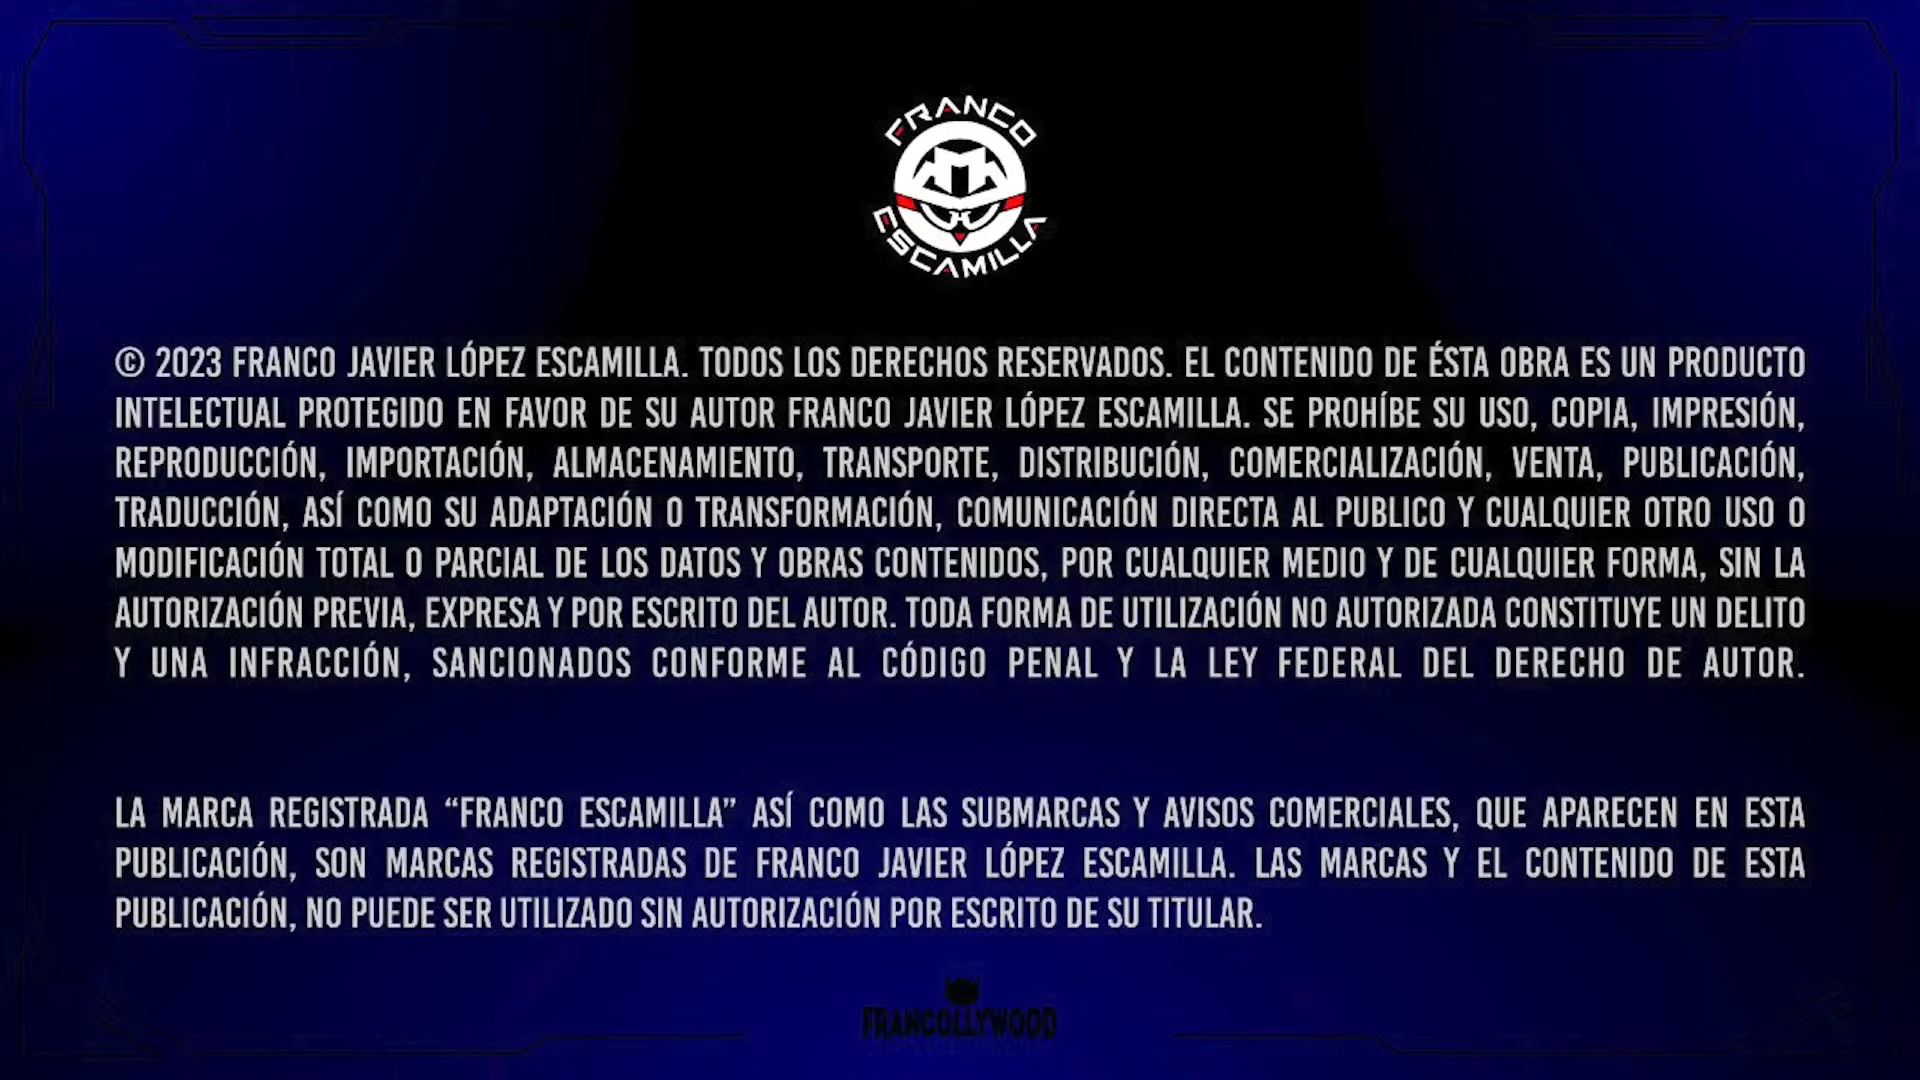 FRANCO
ESCAMILLA
© 2023 FRANCO JAVIER LÓPEZ ESCAMILLA. TODOS LOS DERECHOS RESERVADOS. EL CONTENIDO DE ÉSTA OBRA ES UN PRODUCTO
INTELECTUAL PROTEGIDO EN FAVOR DE SU AUTOR FRANCO JAVIER LÓPEZ ESCAMILLA. SE PROHÍBE SU USO, COPIA, IMPRESIÓN,
REPRODUCCIÓN, IMPORTACIÓN, ALMACENAMIENTO, TRANSPORTE, DISTRIBUCIÓN, COMERCIALIZACIÓN, VENTA, PUBLICACIÓN,
TRADUCCIÓN, ASÍ COMO SU ADAPTACIÓN O TRANSFORMACIÓN, COMUNICACIÓN DIRECTA AL PUBLICO Y CUALQUIER OTRO USO O
MODIFICACIÓN TOTAL O PARCIAL DE LOS DATOS Y OBRAS CONTENIDOS, POR CUALQUIER MEDIO Y DE CUALQUIER FORMA, SIN LA
AUTORIZACIÓN PREVIA, EXPRESA Y POR ESCRITO DEL AUTOR. TODA FORMA DE UTILIZACIÓN NO AUTORIZADA CONSTITUYE UN DELITO
Y UNA INFRACCIÓN, SANCIONADOS CONFORME AL CÓDIGO PENAL Y LA LEY FEDERAL DEL DERECHO DE AUTOR.
LA MARCA REGISTRADA “FRANCO ESCAMILLA” ASÍ COMO LAS SUBMARCAS Y AVISOS COMERCIALES, QUE APARECEN EN ESTA
PUBLICACIÓN, SON MARCAS REGISTRADAS DE FRANCO JAVIER LÓPEZ ESCAMILLA. LAS MARCAS Y EL CONTENIDO DE ESTA
PUBLICACIÓN, NO PUEDE SER UTILIZADO SIN AUTORIZACIÓN POR ESCRITO DE SU TITULAR.
FRANCOLLYWOOD